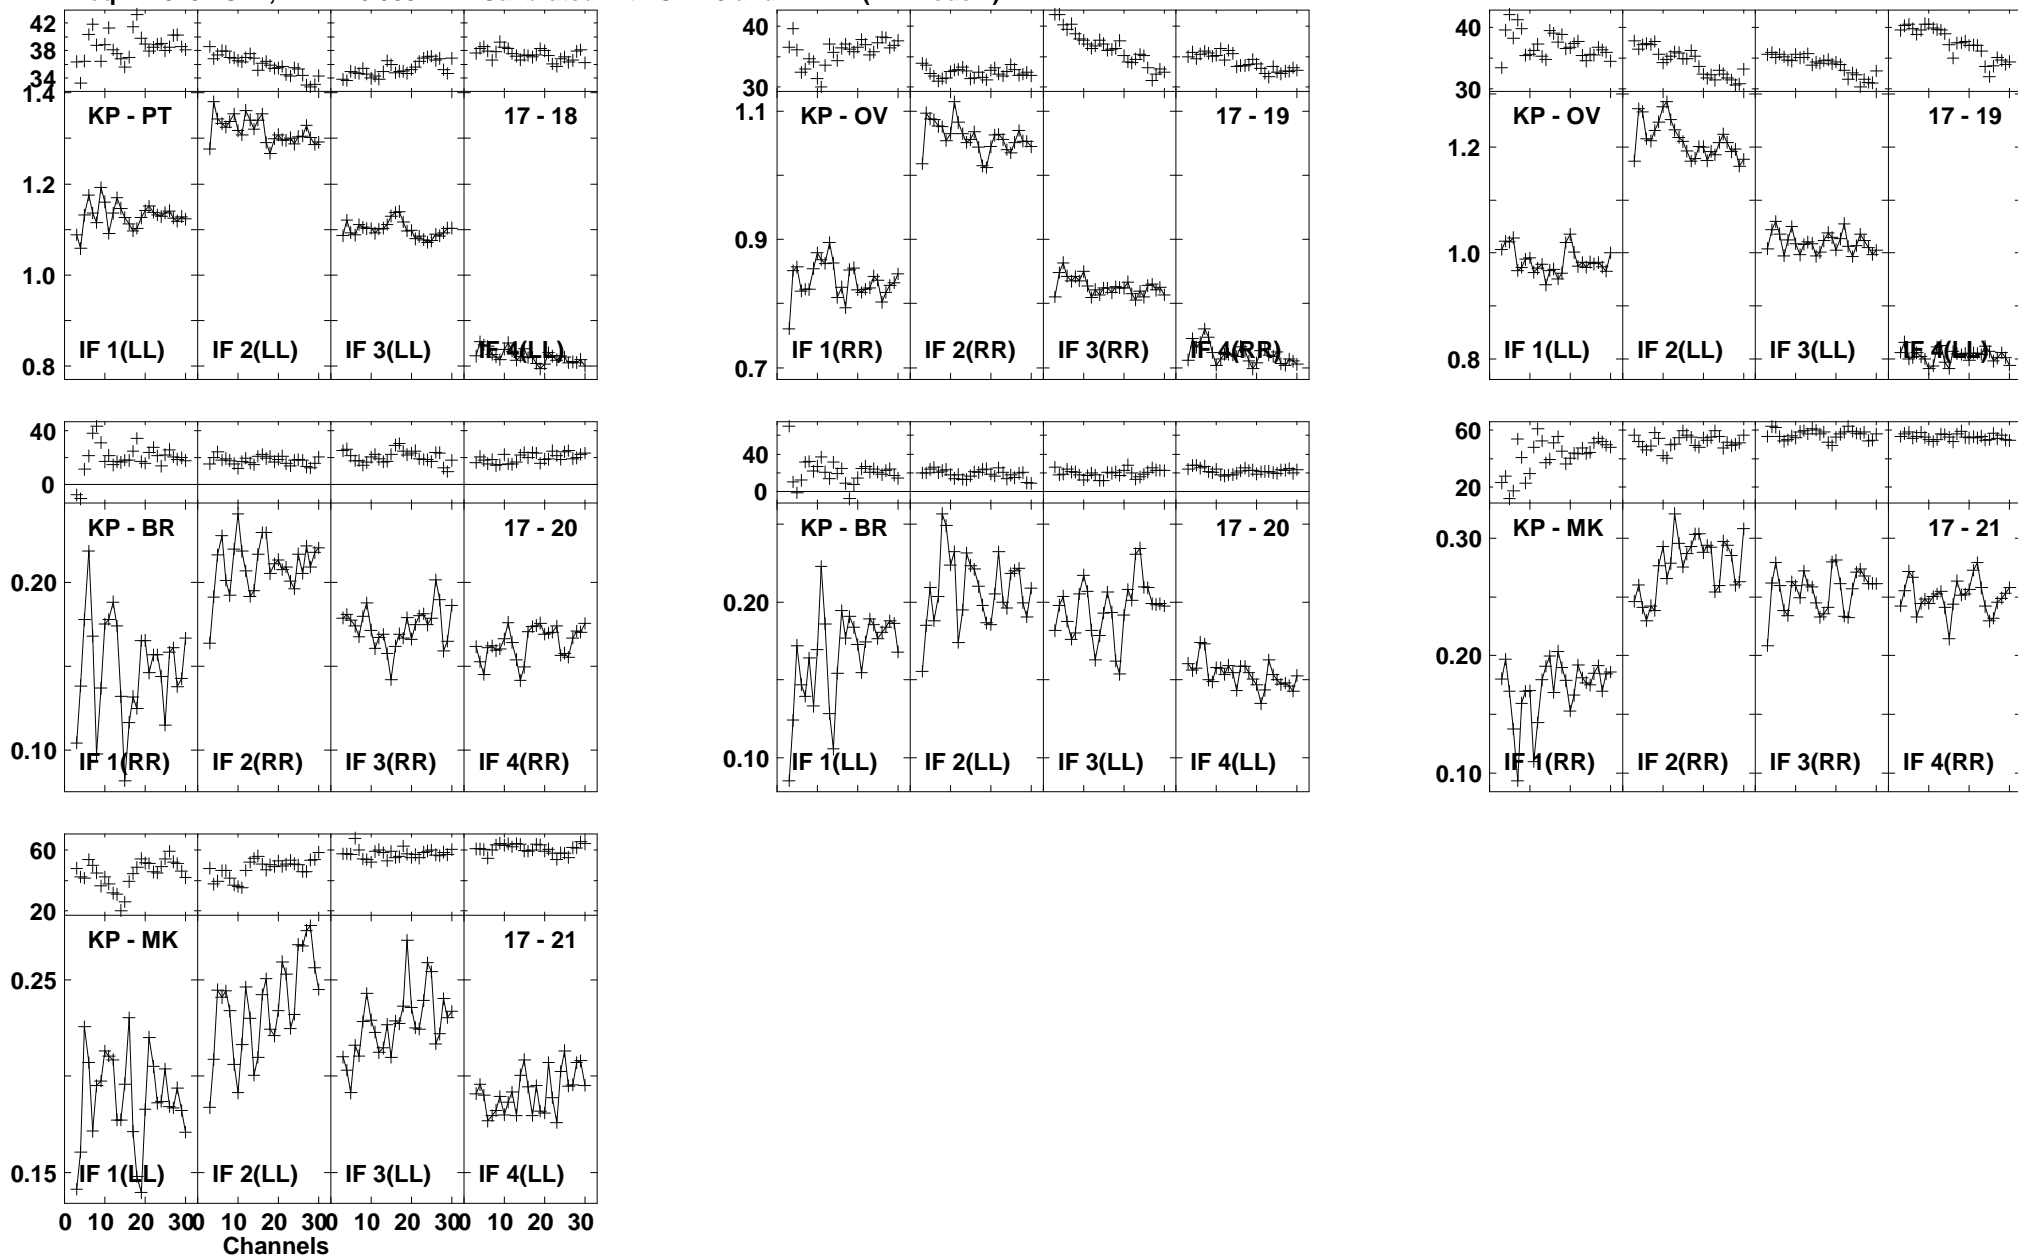 42
38
34
1.4
KP - PT
17 - 18
1.2
1.0
0.8
IF 1(LL)
IF 2(LL)
IF 3(LL)
IF 4(LL)
40
30
1.1
KP - OV
17 - 19
0.9
0.7
IF 1(RR)
IF 2(RR)
IF 3(RR)
IF 4(RR)
40
30
KP - OV
17 - 19
1.2
1.0
0.8
IF 1(LL)
IF 2(LL)
IF 3(LL)
IF 4(LL)
40
0
KP - BR
17 - 20
0.20
0.10
IF 1(RR)
IF 2(RR)
IF 3(RR)
IF 4(RR)
40
0
KP - BR
17 - 20
0.20
0.10
IF 1(LL)
IF 2(LL)
IF 3(LL)
IF 4(LL)
60
20
KP - MK
17 - 21
0.30
0.20
0.10
IF 1(RR)
IF 2(RR)
IF 3(RR)
IF 4(RR)
60
20
KP - MK
17 - 21
0.25
0.15
IF 1(LL)
IF 2(LL)
IF 3(LL)
IF 4(LL)
0 10 20 30 0 10 20 30 0 10 20 30 0 10 20 30
Channels